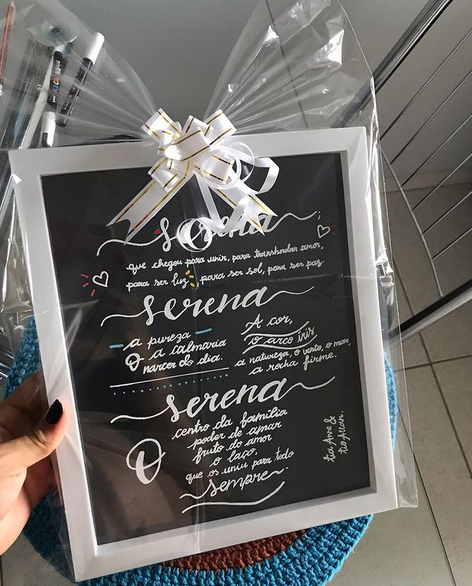 serena
que chegou para unir, para transbordar amor,
para ser luz, para ser sol, para ser paz.
serena
a pureza
a calmaria
O nascer do dia.
A cor,
o arco íris
a natureza, o vento, o mar,
a rocha firme.
serena
centro da família
poder de amar
fruto do amor
O laço,
que os uniu para todo
sempre.
tia Anne &
tio Allan.